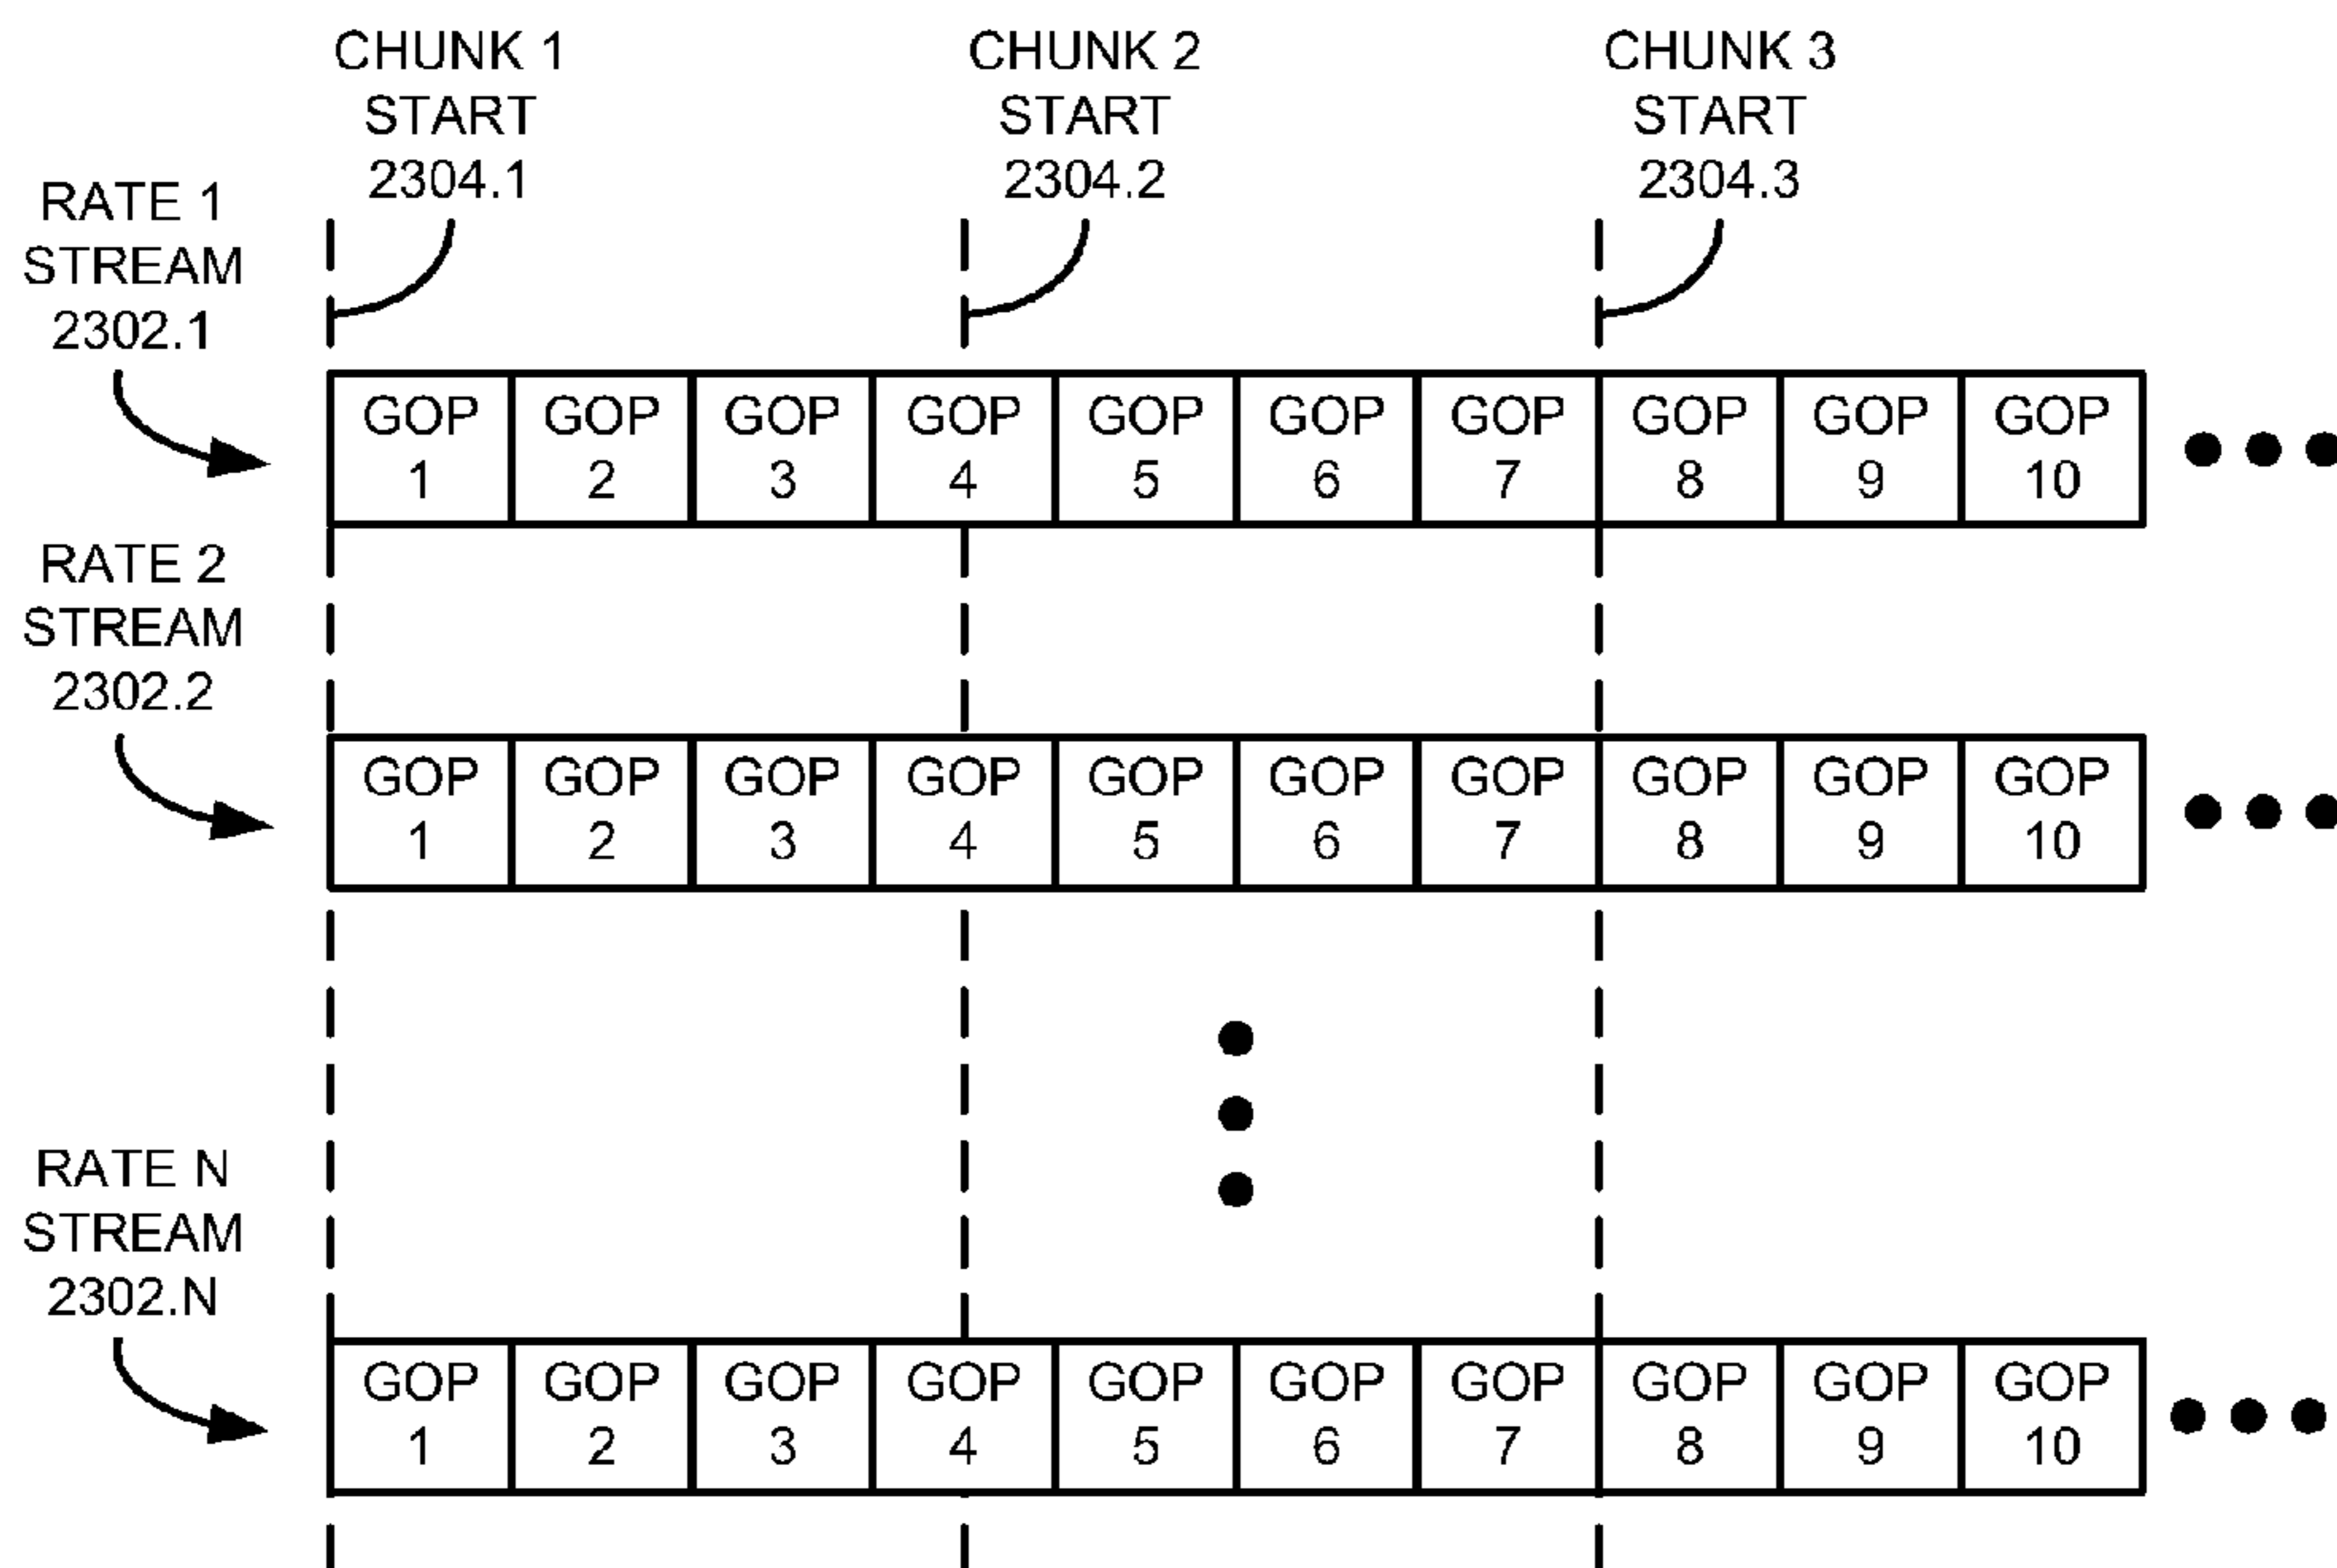 CHUNK 1
START
2304.1
CHUNK 2
START
2304.2
CHUNK 3
START
2304.3
RATE 1
STREAM
2302.1
GOP GOP GOP GOP GOP GOP GOP GOP GOP GOP
1 2 3 4 5 6 7 8 9 10
RATE 2
STREAM
2302.2
GOP GOP GOP GOP GOP GOP GOP GOP GOP GOP
1 2 3 4 5 6 7 8 9 10
RATE N
STREAM
2302.N
GOP GOP GOP GOP GOP GOP GOP GOP GOP GOP
1 2 3 4 5 6 7 8 9 10